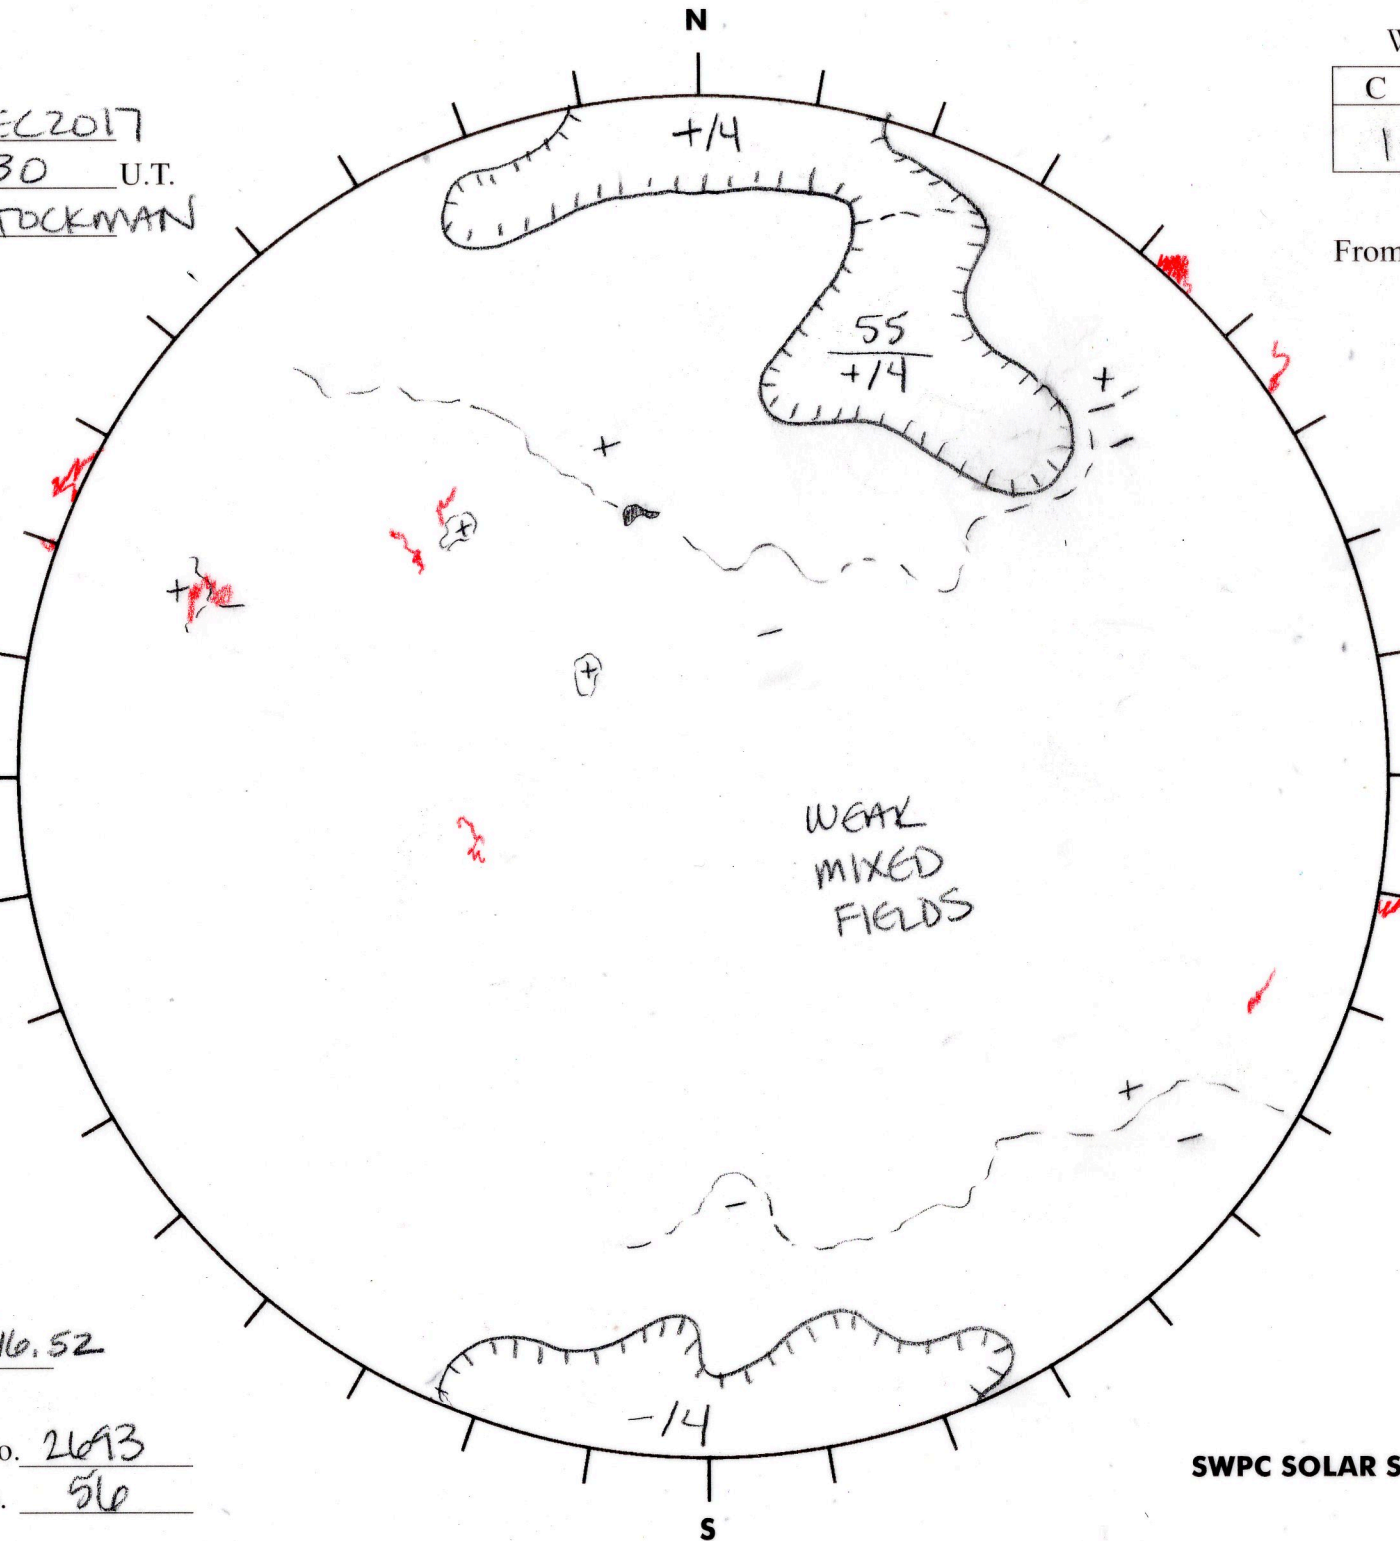 N
EC2017
30 U.T.
TOCKMAN
C
1
From
+/4
55
+/4
+
-
+
+
+
-
+
-
WEAK
MIXED
FIELDS
+
-
-
16.52
-/4
o. 2693
. 56
SWPC SOLAR S
S